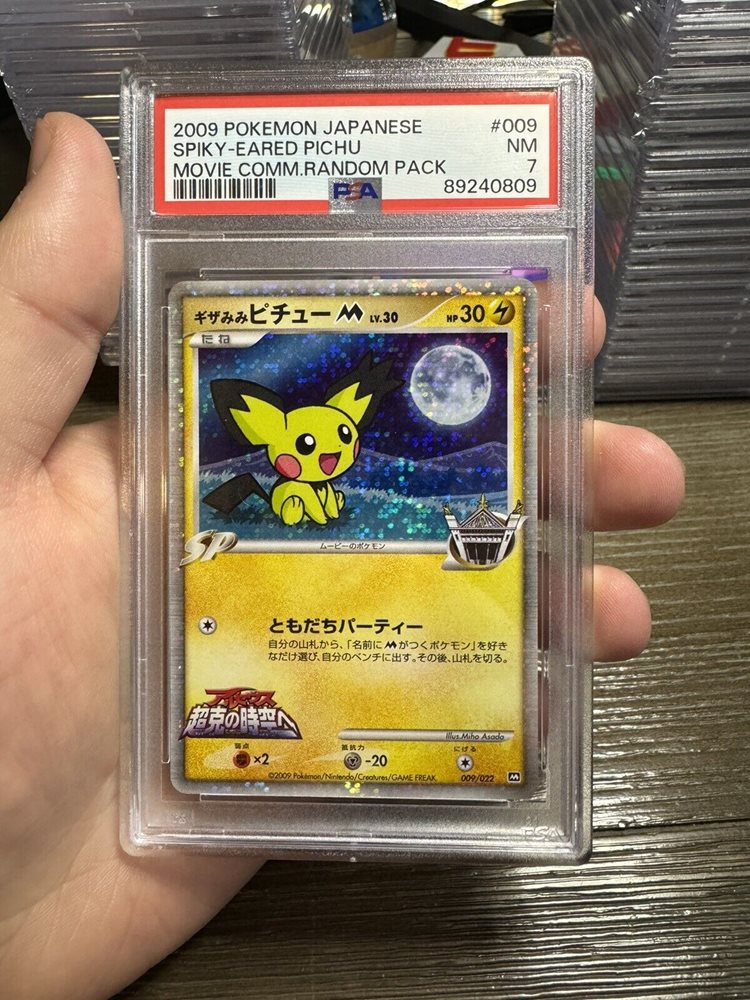 2009 POKEMON JAPANESE #009
SPIKY-EARED PICHU NM
MOVIE COMM.RANDOM PACK 7
PSA 89240809
ギザみみピチュー M LV.30 HP30
たね
SP
ムービーのポケモン
ともだちパーティー
自分の山札から、「名前にMがつくポケモン」を好き
なだけ選び、自分のベンチに出す。その後、山札を切る。
アルセウス
超克の時空へ
Illus.Miho Asada
弱点 抵抗力 にげる
×2 -20
©2009 Pokémon/Nintendo/Creatures/GAME FREAK. 009/022 M
PSA